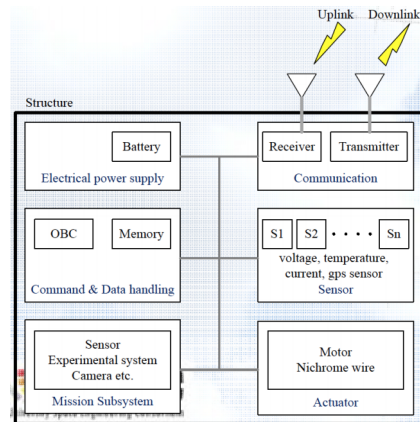 Uplink
Downlink
Structure
Battery
Electrical power supply
Receiver
Transmitter
Communication
OBC
Memory
Command & Data handling
S1
S2
· · · ·
Sn
voltage, temperature,
current, gps sensor
Sensor
Sensor
Experimental system
Camera etc.
Mission Subsystem
Motor
Nichrome wire
Actuator